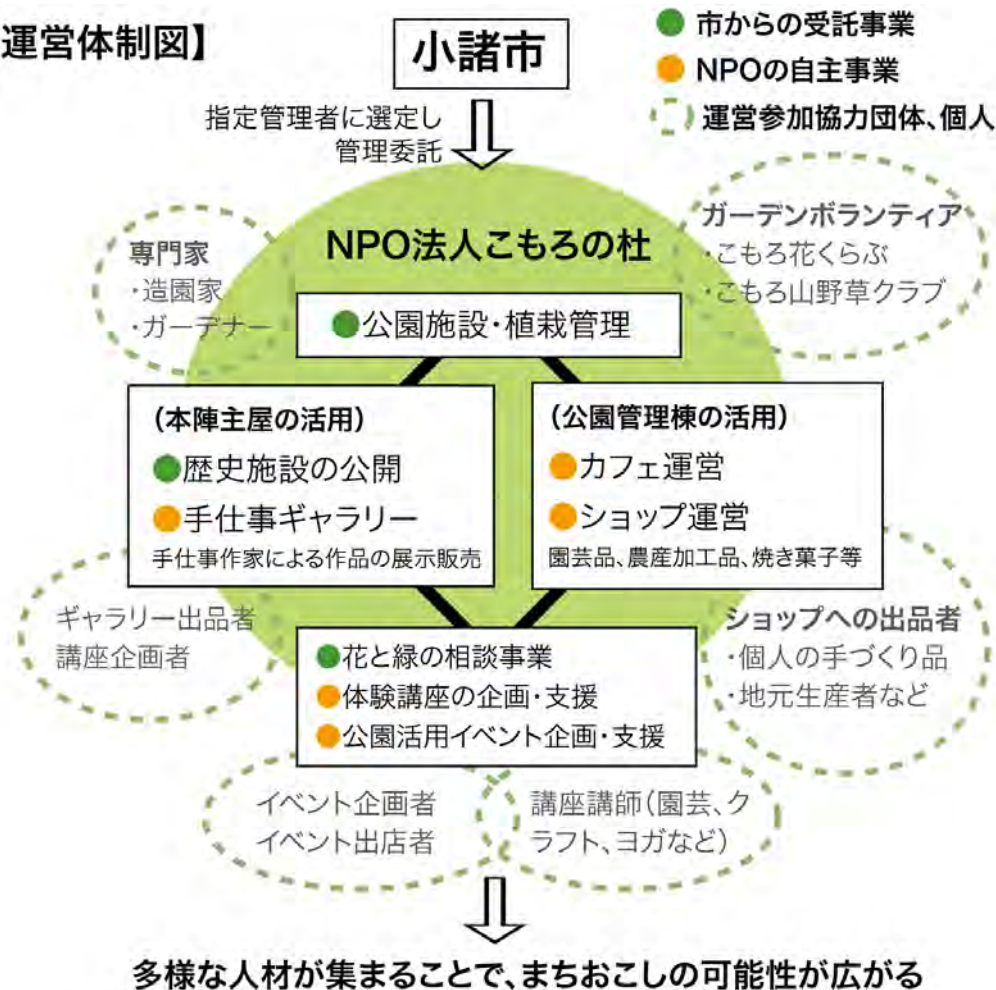 運営体制図】
小諸市
●市からの受託事業
●NPOの自主事業
運営参加協力団体、個人
指定管理者に選定し
管理委託
NPO法人こもろの杜
専門家
・造園家
・ガーデナー
ガーデンボランティア
・こもろ花くらぶ
・こもろ山野草クラブ
●公園施設・植栽管理
（本陣主屋の活用）
●歴史施設の公開
●手仕事ギャラリー
手仕事作家による作品の展示販売
（公園管理棟の活用）
●カフェ運営
●ショップ運営
園芸品、農産加工品、焼き菓子等
ギャラリー出品者
講座企画者
ショップへの出品者
・個人の手づくり品
・地元生産者など
●花と緑の相談事業
●体験講座の企画・支援
●公園活用イベント企画・支援
イベント企画者
イベント出店者
講座講師（園芸、ク
ラフト、ヨガなど）
多様な人材が集まることで、まちおこしの可能性が広がる